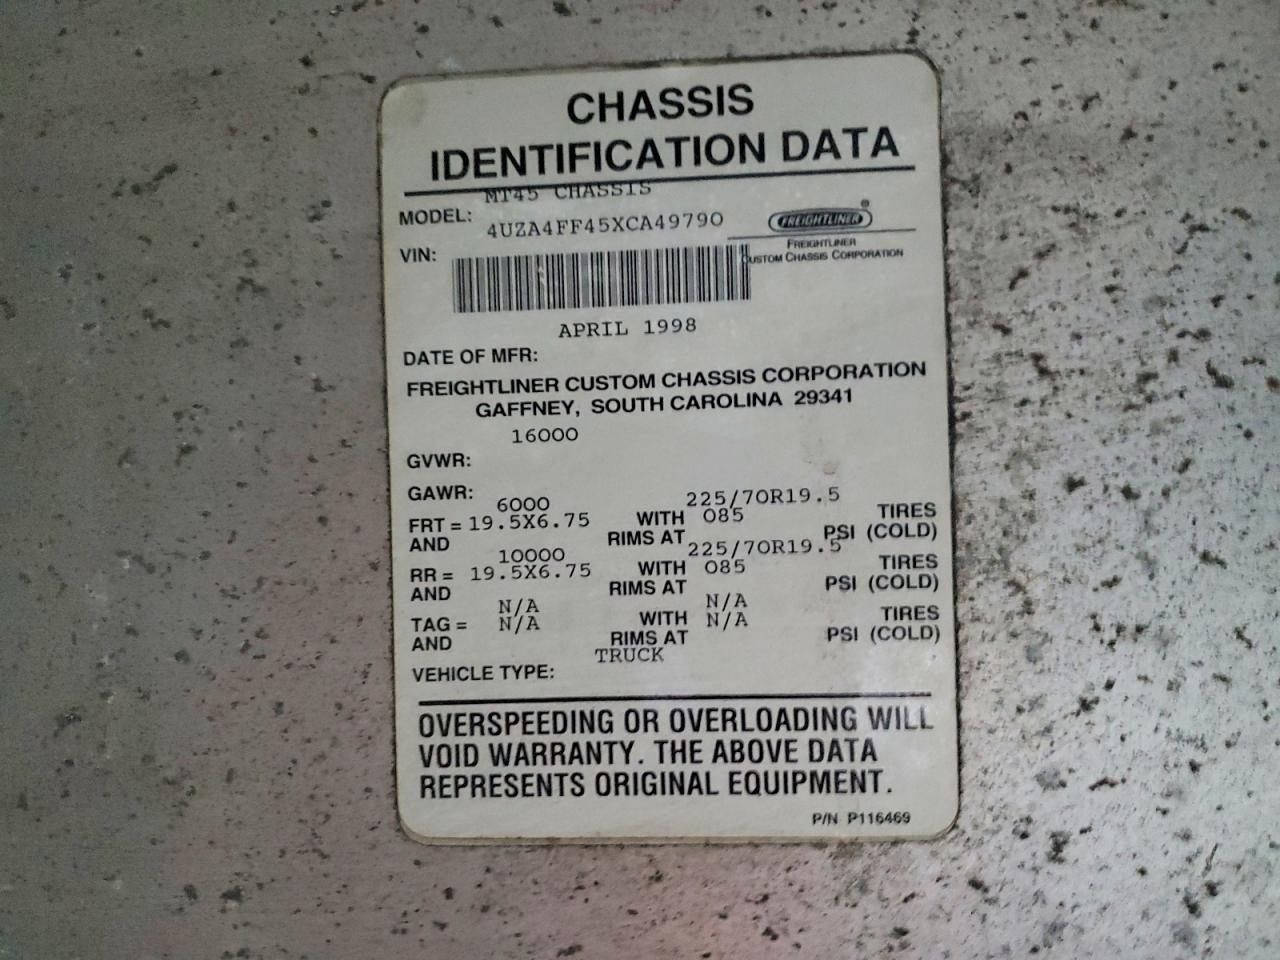 CHASSIS
IDENTIFICATION DATA
MT45 CHASSIS
MODEL:
4UZA4FF45XCA49790
FREIGHTLINER ®
VIN:
FREIGHTLINER
CUSTOM CHASSIS CORPORATION
APRIL 1998
DATE OF MFR:
FREIGHTLINER CUSTOM CHASSIS CORPORATION
GAFFNEY, SOUTH CAROLINA 29341
16000
GVWR:
GAWR:
6000 225/70R19.5
FRT = 19.5X6.75 WITH 085 TIRES
AND RIMS AT PSI (COLD)
10000 225/70R19.5
RR = 19.5X6.75 WITH 085 TIRES
AND RIMS AT PSI (COLD)
N/A N/A
TAG = N/A WITH N/A TIRES
AND RIMS AT PSI (COLD)
TRUCK
VEHICLE TYPE:
OVERSPEEDING OR OVERLOADING WILL
VOID WARRANTY. THE ABOVE DATA
REPRESENTS ORIGINAL EQUIPMENT.
P/N P116469